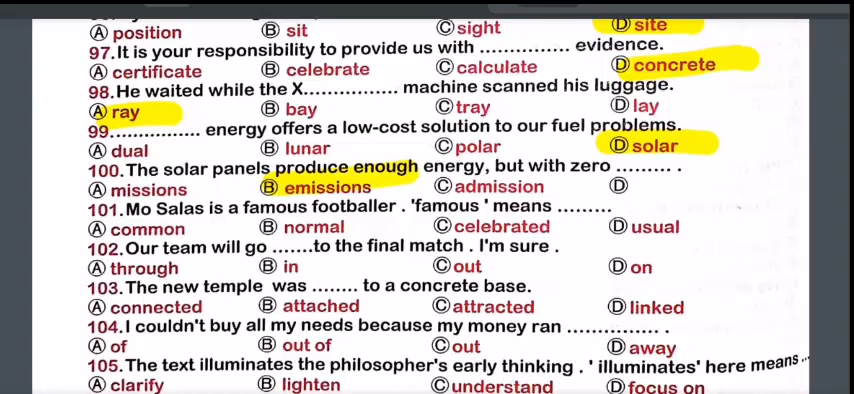 Ⓐ position Ⓑ sit Ⓒ sight Ⓓ site
97. It is your responsibility to provide us with ............... evidence.
Ⓐ certificate Ⓑ celebrate Ⓒ calculate Ⓓ concrete
98. He waited while the X................ machine scanned his luggage.
Ⓐ ray Ⓑ bay Ⓒ tray Ⓓ lay
99................ energy offers a low-cost solution to our fuel problems.
Ⓐ dual Ⓑ lunar Ⓒ polar Ⓓ solar
100. The solar panels produce enough energy, but with zero .......... .
Ⓐ missions Ⓑ emissions Ⓒ admission Ⓓ
101. Mo Salas is a famous footballer . 'famous ' means .........
Ⓐ common Ⓑ normal Ⓒ celebrated Ⓓ usual
102. Our team will go .......to the final match . I'm sure .
Ⓐ through Ⓑ in Ⓒ out Ⓓ on
103. The new temple was ........ to a concrete base.
Ⓐ connected Ⓑ attached Ⓒ attracted Ⓓ linked
104. I couldn't buy all my needs because my money ran ............... .
Ⓐ of Ⓑ out of Ⓒ out Ⓓ away
105. The text illuminates the philosopher's early thinking . ' illuminates' here means...
Ⓐ clarify Ⓑ lighten Ⓒ understand Ⓓ focus on